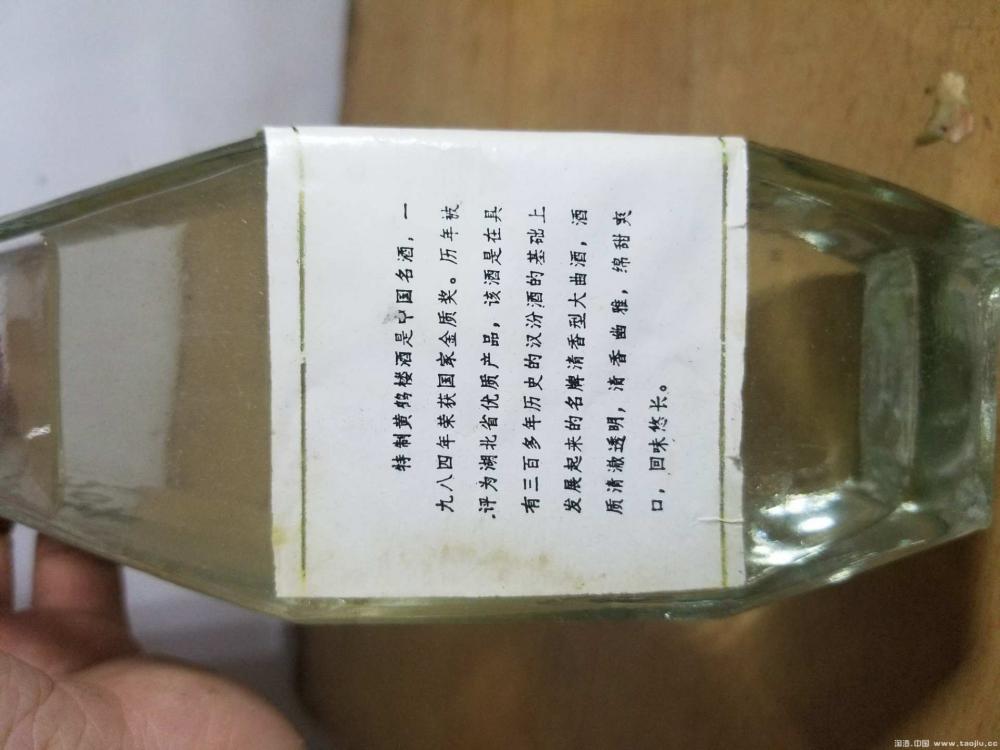 特制黄鹤楼酒是中国名酒，一
九八四年荣获国家金质奖。历年被
评为湖北省优质产品，该酒是在具
有三百多年历史的汉汾酒的基础上
发展起来的名牌清香型大曲酒，酒
质清澈透明，清香幽雅，绵甜爽
口，回味悠长。
淘酒.中国 www.taojiu.cc